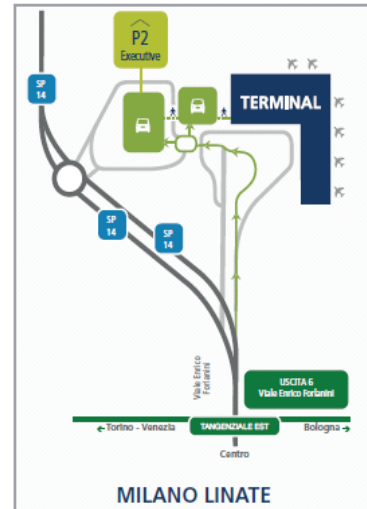 P2
Executive
SP
14
TERMINAL
SP
14
SP
14
Viale Enrico
Forlanini
USCITA 6
Viale Enrico Forlanini
Torino - Venezia
TANGENZIALE EST
Bologna
Centro
MILANO LINATE